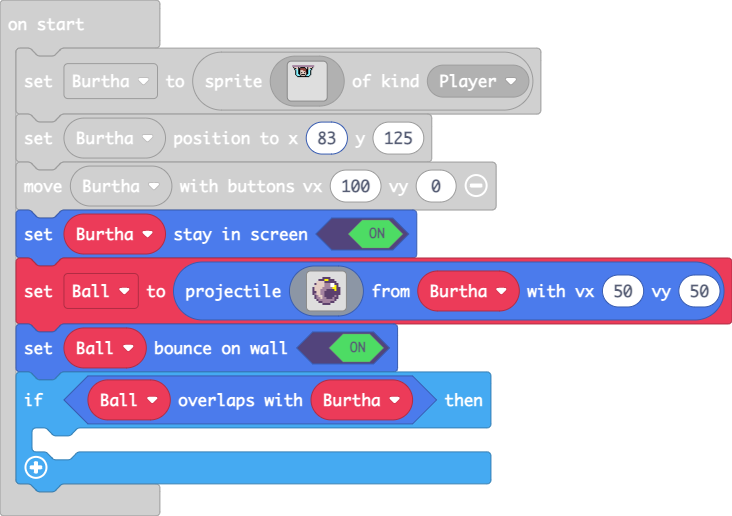 on start
set Burtha to sprite of kind Player
set Burtha position to x 83 y 125
move Burtha with buttons vx 100 vy 0
set Burtha stay in screen ON
set Ball to projectile from Burtha with vx 50 vy 50
set Ball bounce on wall ON
if Ball overlaps with Burtha then